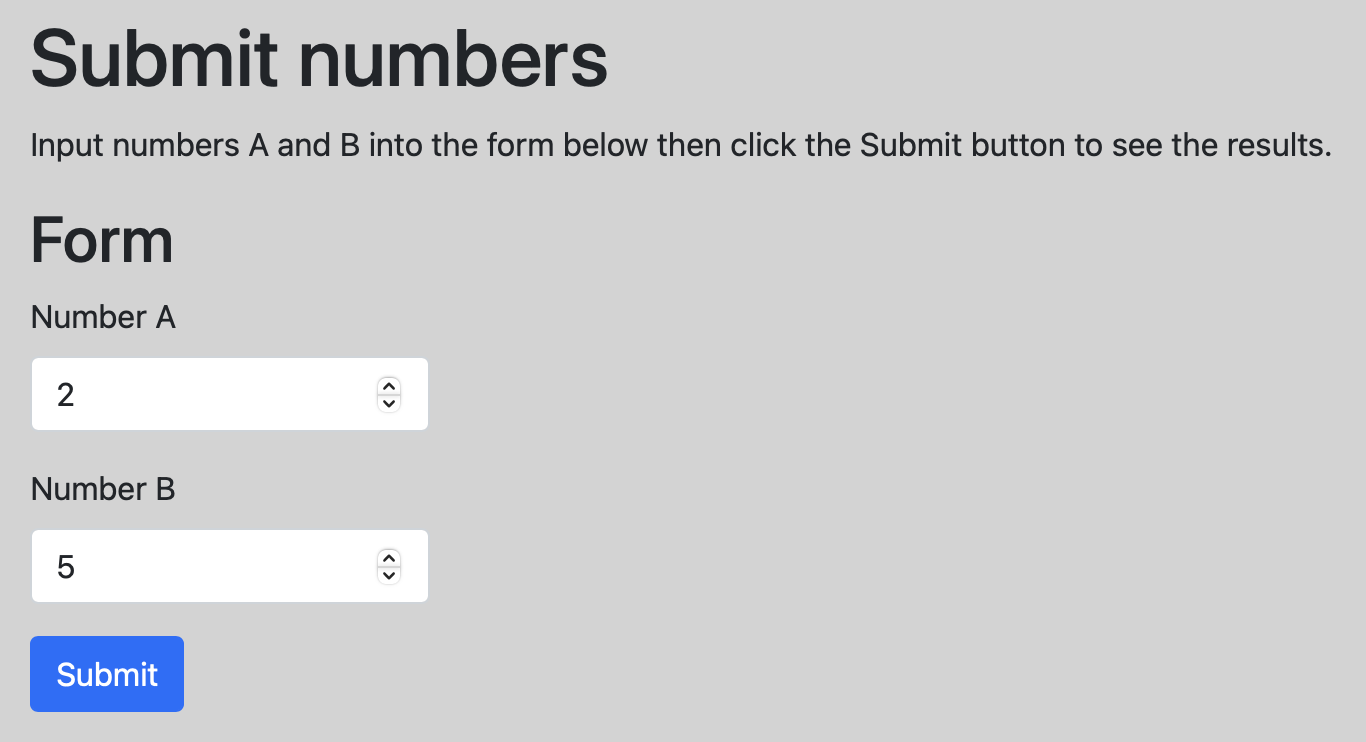 Submit numbers
Input numbers A and B into the form below then click the Submit button to see the results.
Form
Number A
2
Number B
5
Submit